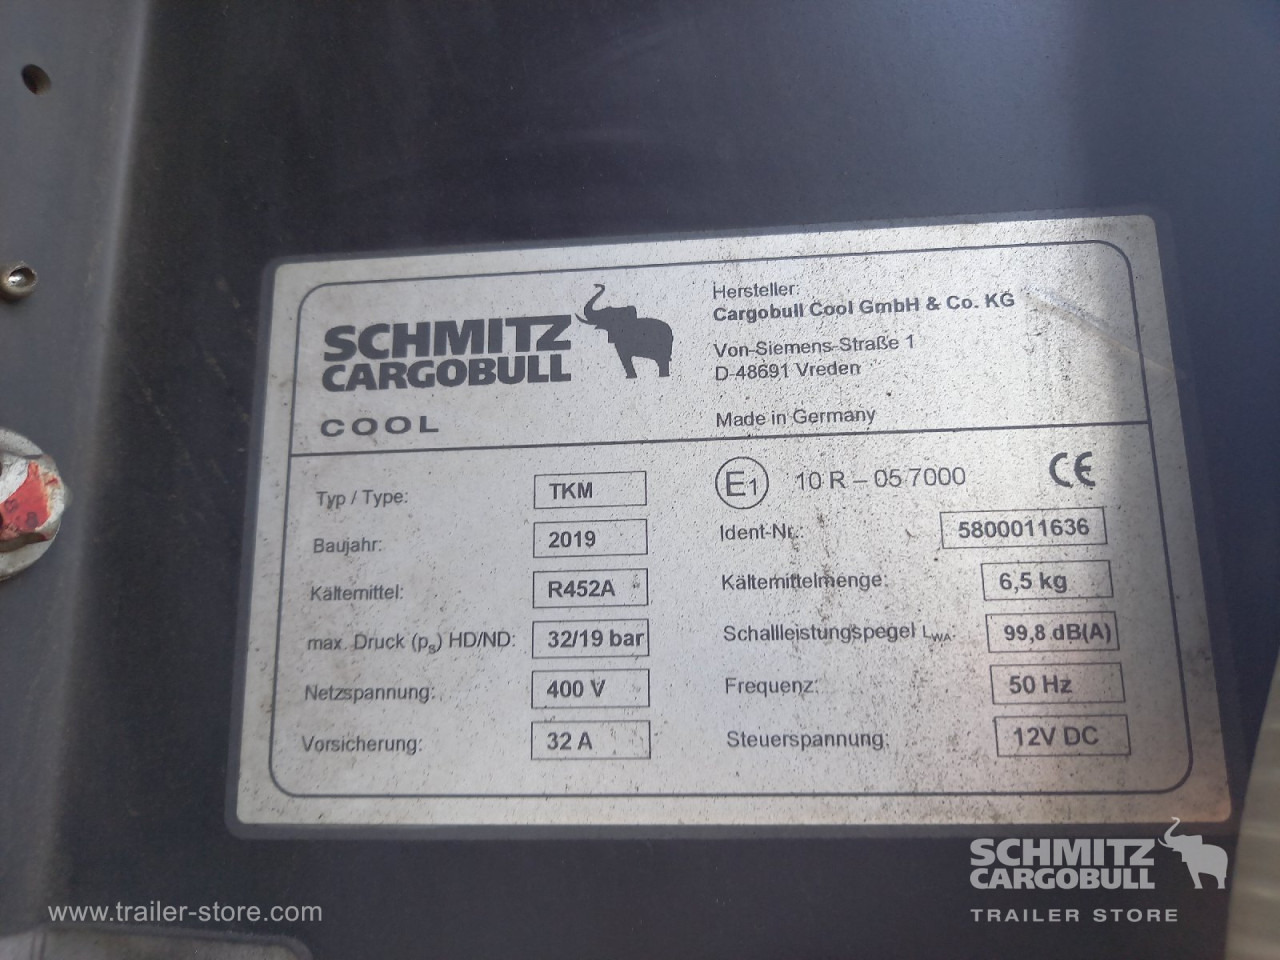 SCHMITZ
CARGOBULL
COOL
Hersteller:
Cargobull Cool GmbH & Co. KG
Von-Siemens-Straße 1
D-48691 Vreden
Made in Germany
Typ / Type: TKM
Baujahr: 2019
Kältemittel: R452A
max. Druck (ps) HD/ND: 32/19 bar
Netzspannung: 400 V
Vorsicherung: 32 A
E1 10 R – 05 7000 CE
Ident-Nr.: 5800011636
Kältemittelmenge: 6,5 kg
Schallleistungspegel LWA: 99,8 dB(A)
Frequenz: 50 Hz
Steuerspannung: 12V DC
www.trailer-store.com
SCHMITZ
CARGOBULL
TRAILER STORE